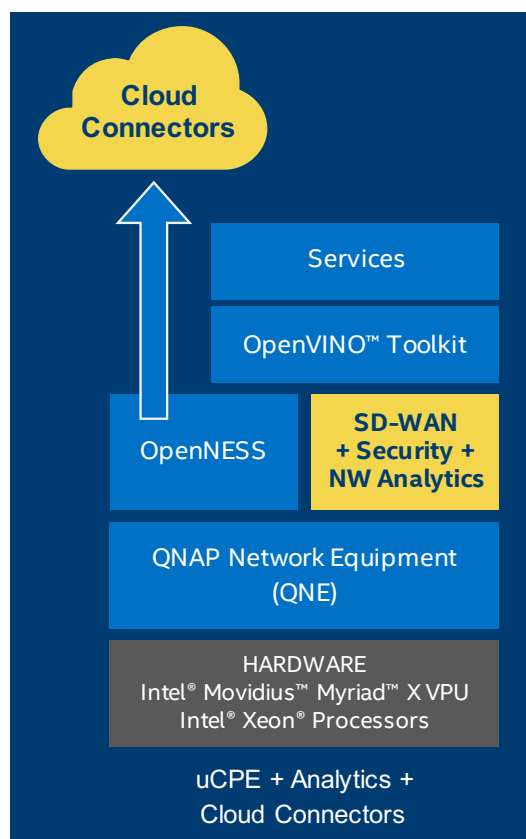 Cloud
Connectors
Services
OpenVINO™ Toolkit
OpenNESS
SD-WAN
+ Security +
NW Analytics
QNAP Network Equipment
(QNE)
HARDWARE
Intel® Movidius™ Myriad™ X VPU
Intel® Xeon® Processors
uCPE + Analytics +
Cloud Connectors